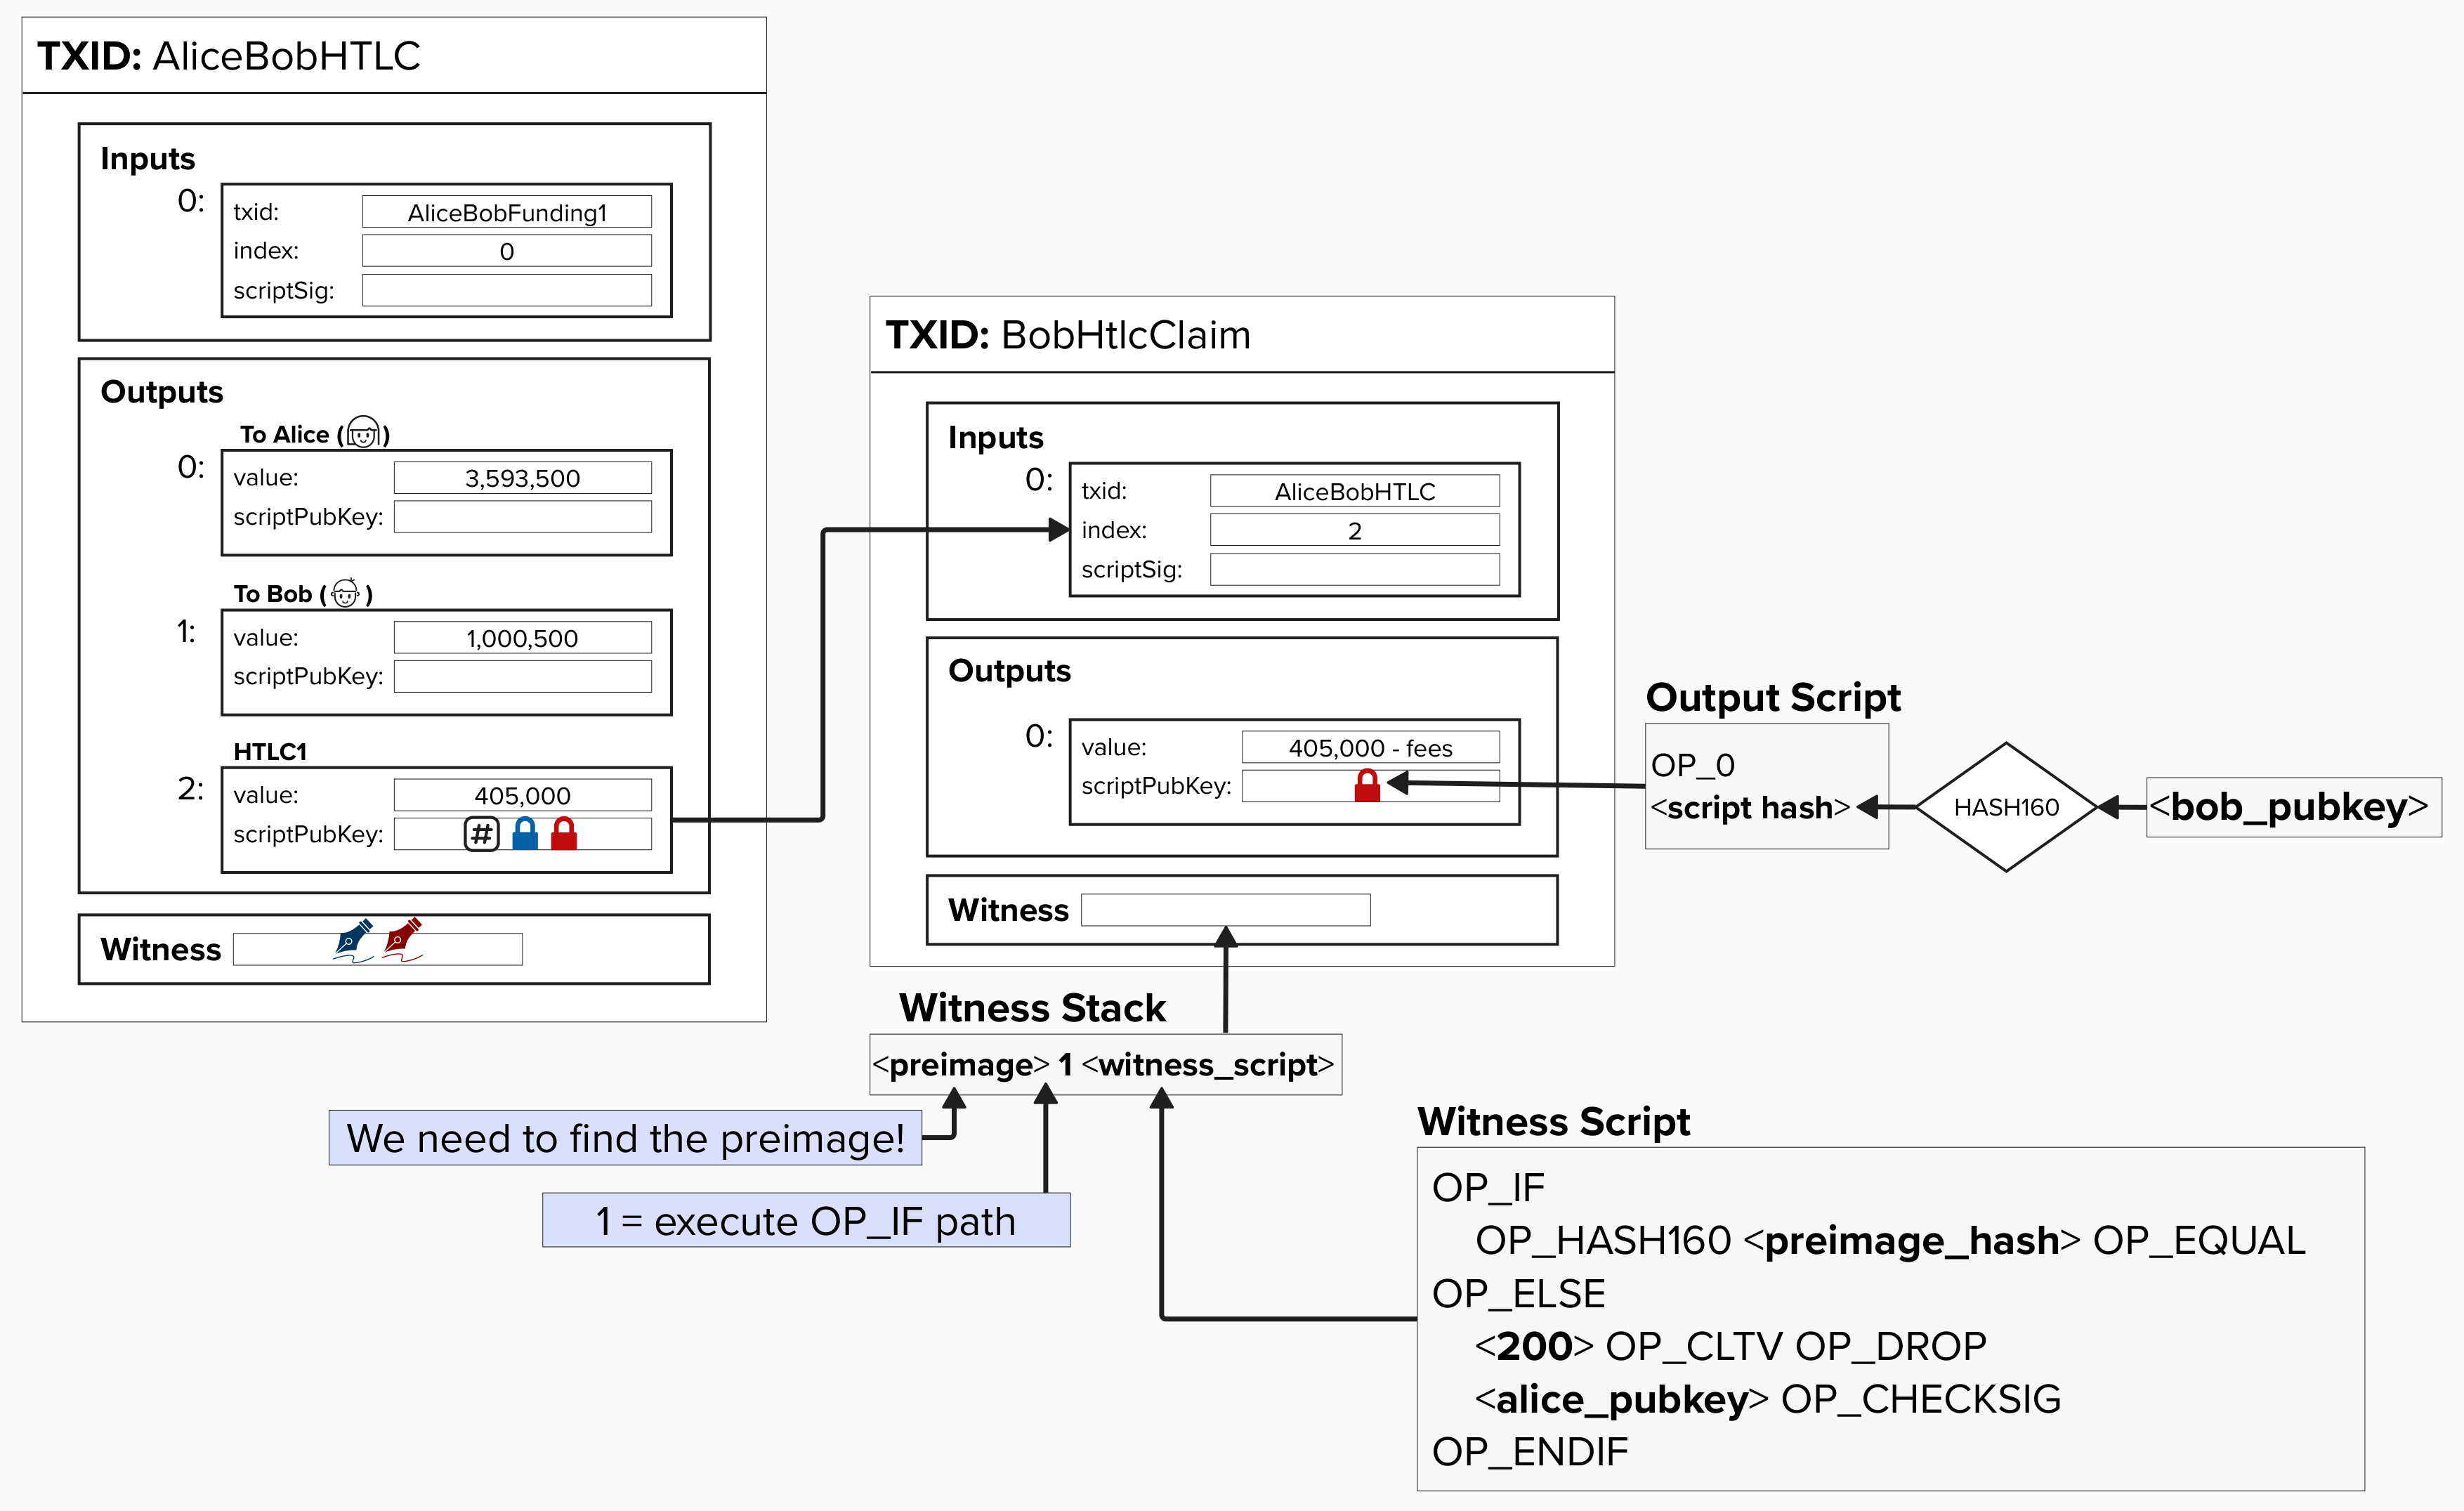 TXID: AliceBobHTLC
Inputs
0:
txid: AliceBobFunding1
index: 0
scriptSig:
Outputs
To Alice ( )
0:
value: 3,593,500
scriptPubKey:
To Bob ( )
1:
value: 1,000,500
scriptPubKey:
HTLC1
2:
value: 405,000
scriptPubKey: #
Witness
TXID: BobHtlcClaim
Inputs
0:
txid: AliceBobHTLC
index: 2
scriptSig:
Outputs
0:
value: 405,000 - fees
scriptPubKey:
Witness
Output Script
OP_0
<script hash>
HASH160
<bob_pubkey>
Witness Stack
<preimage> 1 <witness_script>
We need to find the preimage!
1 = execute OP_IF path
Witness Script
OP_IF
OP_HASH160 <preimage_hash> OP_EQUAL
OP_ELSE
<200> OP_CLTV OP_DROP
<alice_pubkey> OP_CHECKSIG
OP_ENDIF